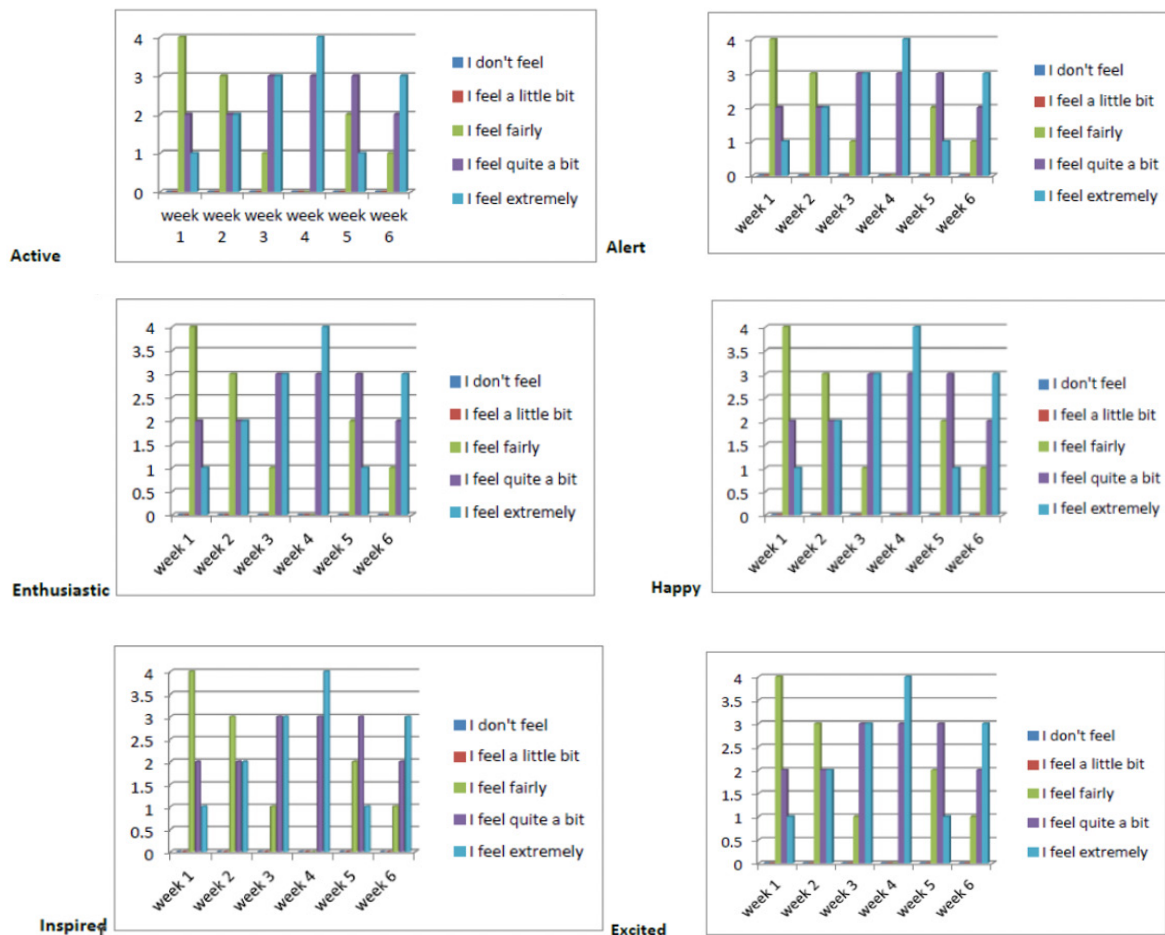 4
3
2
1
0
week week week week week week
1 2 3 4 5 6
I don't feel
I feel a little bit
I feel fairly
I feel quite a bit
I feel extremely
Active
4
3
2
1
0
week 1 week 2 week 3 week 4 week 5 week 6
I don't feel
I feel a little bit
I feel fairly
I feel quite a bit
I feel extremely
Alert
4
3.5
3
2.5
2
1.5
1
0.5
0
week 1 week 2 week 3 week 4 week 5 week 6
I don't feel
I feel a little bit
I feel fairly
I feel quite a bit
I feel extremely
Enthusiastic
4
3.5
3
2.5
2
1.5
1
0.5
0
week 1 week 2 week 3 week 4 week 5 week 6
I don't feel
I feel a little bit
I feel fairly
I feel quite a bit
I feel extremely
Happy
4
3.5
3
2.5
2
1.5
1
0.5
0
week 1 week 2 week 3 week 4 week 5 week 6
I don't feel
I feel a little bit
I feel fairly
I feel quite a bit
I feel extremely
Inspired
4
3.5
3
2.5
2
1.5
1
0.5
0
week 1 week 2 week 3 week 4 week 5 week 6
I don't feel
I feel a little bit
I feel fairly
I feel quite a bit
I feel extremely
Excited